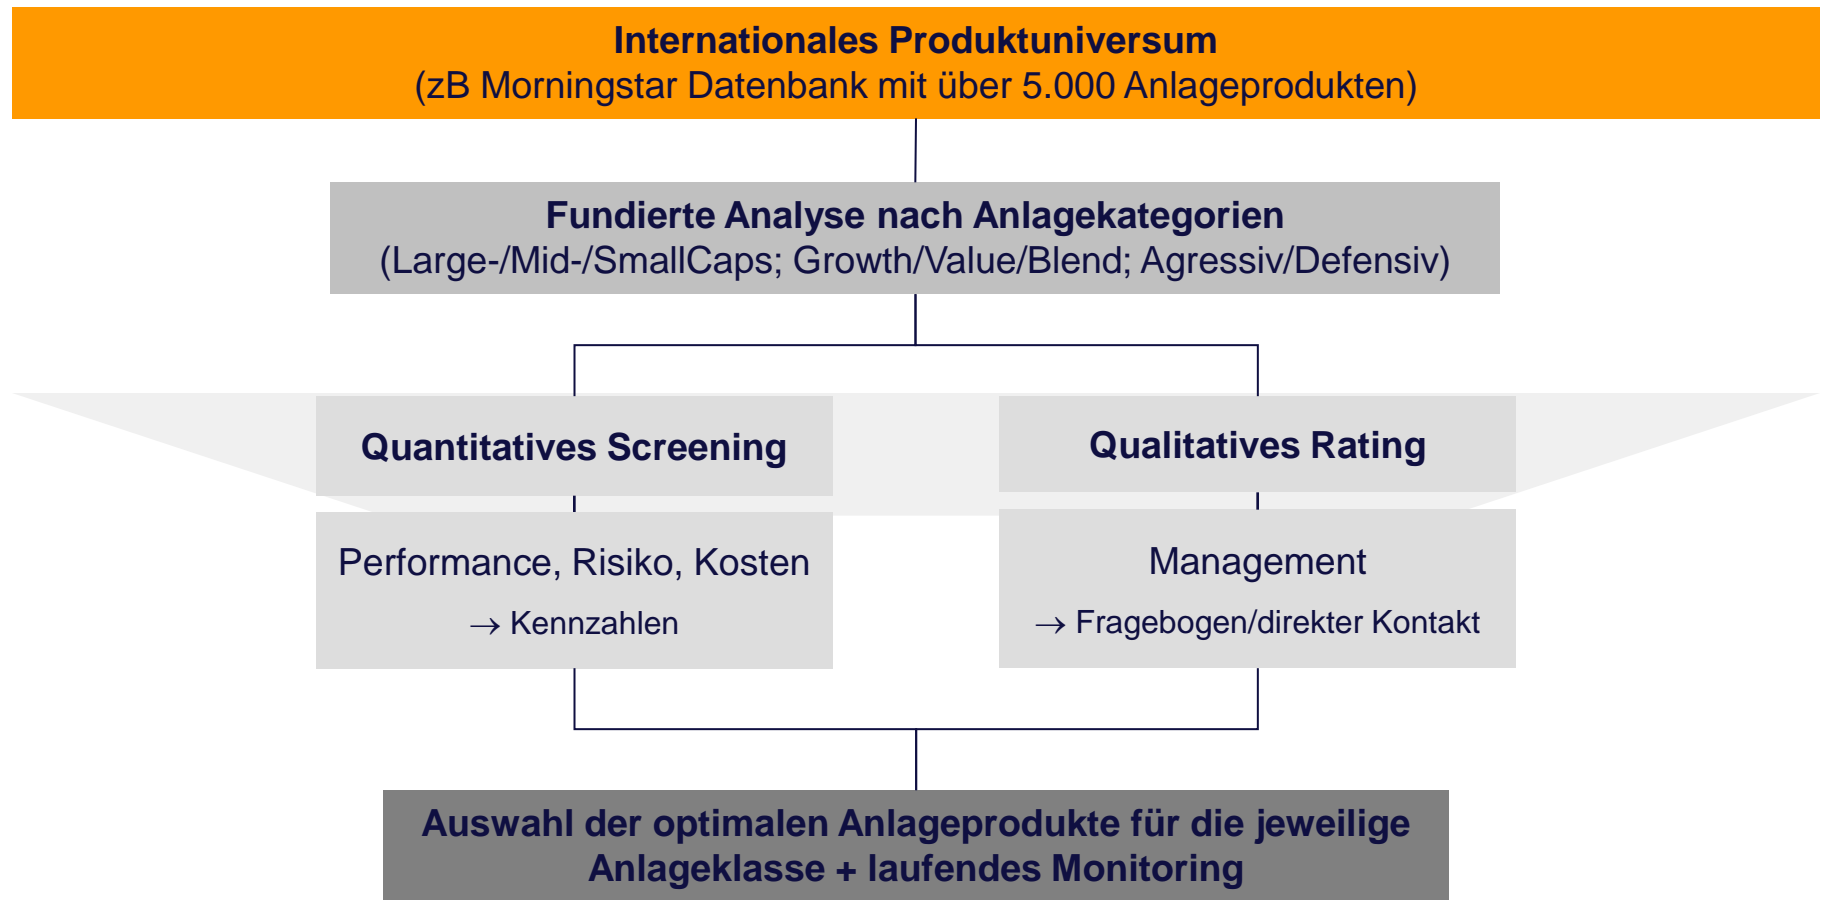 Internationales Produktuniversum
(zB Morningstar Datenbank mit über 5.000 Anlageprodukten)
Fundierte Analyse nach Anlagekategorien
(Large-/Mid-/SmallCaps; Growth/Value/Blend; Agressiv/Defensiv)
Quantitatives Screening
Performance, Risiko, Kosten
→ Kennzahlen
Qualitatives Rating
Management
→ Fragebogen/direkter Kontakt
Auswahl der optimalen Anlageprodukte für die jeweilige
Anlageklasse + laufendes Monitoring